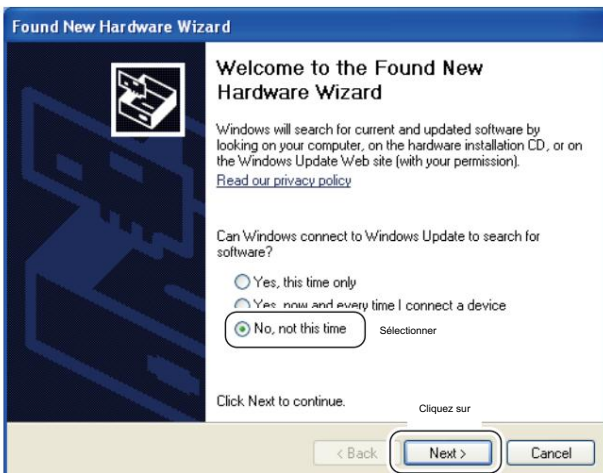 Found New Hardware Wizard
Welcome to the Found New
Hardware Wizard
Windows will search for current and updated software by
looking on your computer, on the hardware installation CD, or on
the Windows Update Web site (with your permission).
Read our privacy policy
Can Windows connect to Windows Update to search for
software?
Yes, this time only
Yes, now and every time I connect a device
No, not this time Sélectionner
Click Next to continue.
Cliquez sur
< Back Next > Cancel